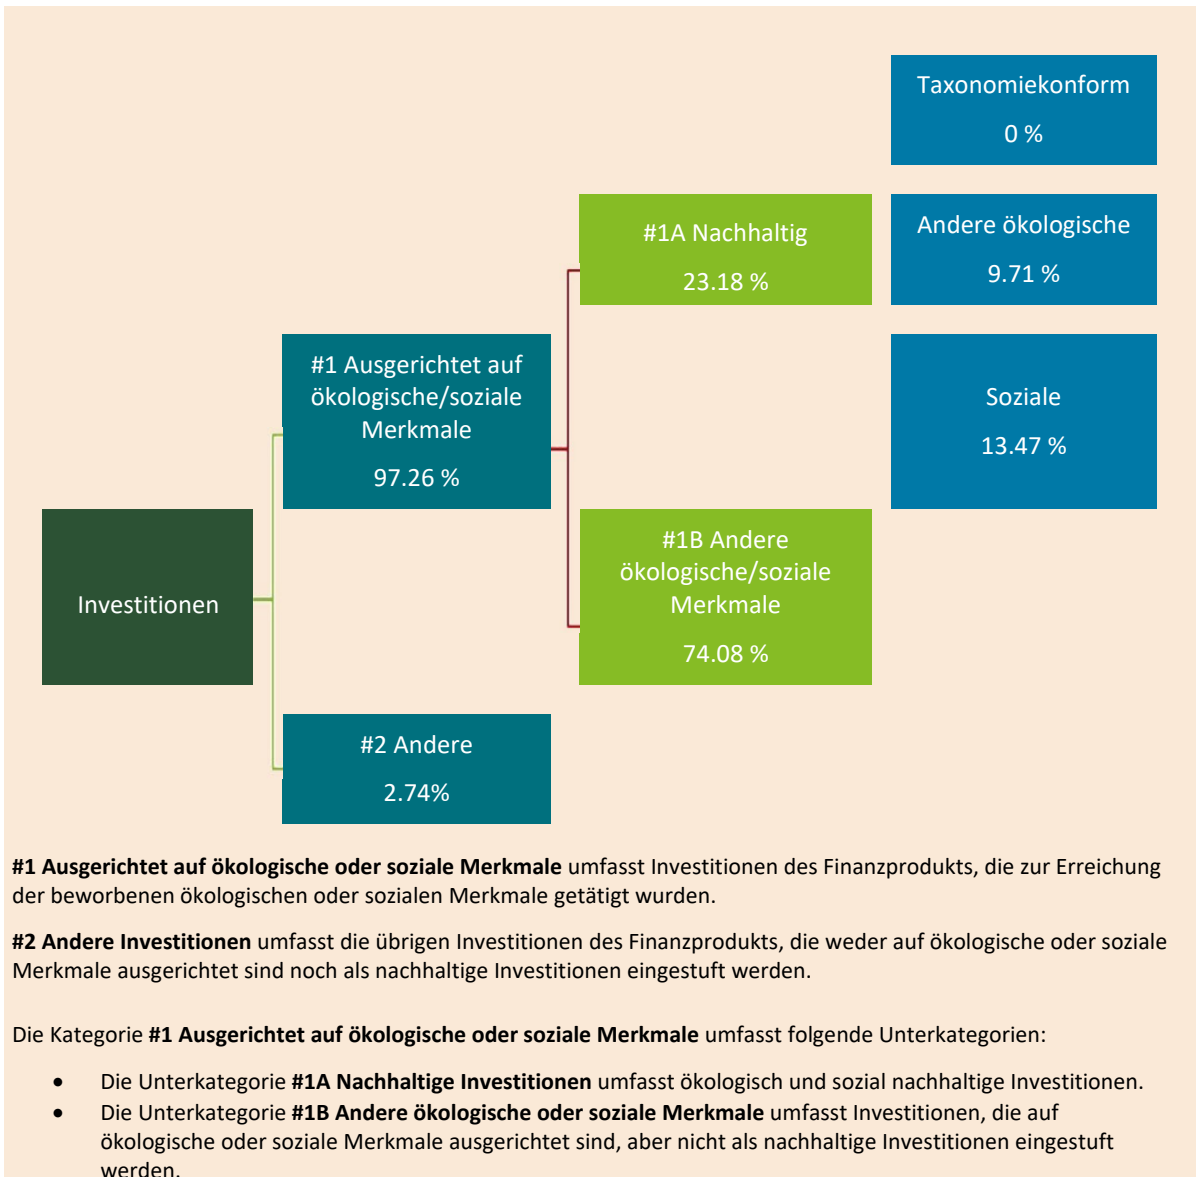 Taxonomiekonform
0 %
#1A Nachhaltig
23.18 %
Andere ökologische
9.71 %
#1 Ausgerichtet auf
ökologische/soziale
Merkmale
97.26 %
Soziale
13.47 %
Investitionen
#1B Andere
ökologische/soziale
Merkmale
74.08 %
#2 Andere
2.74%
#1 Ausgerichtet auf ökologische oder soziale Merkmale umfasst Investitionen des Finanzprodukts, die zur Erreichung
der beworbenen ökologischen oder sozialen Merkmale getätigt wurden.
#2 Andere Investitionen umfasst die übrigen Investitionen des Finanzprodukts, die weder auf ökologische oder soziale
Merkmale ausgerichtet sind noch als nachhaltige Investitionen eingestuft werden.
Die Kategorie #1 Ausgerichtet auf ökologische oder soziale Merkmale umfasst folgende Unterkategorien:
• Die Unterkategorie #1A Nachhaltige Investitionen umfasst ökologisch und sozial nachhaltige Investitionen.
• Die Unterkategorie #1B Andere ökologische oder soziale Merkmale umfasst Investitionen, die auf
ökologische oder soziale Merkmale ausgerichtet sind, aber nicht als nachhaltige Investitionen eingestuft
werden.